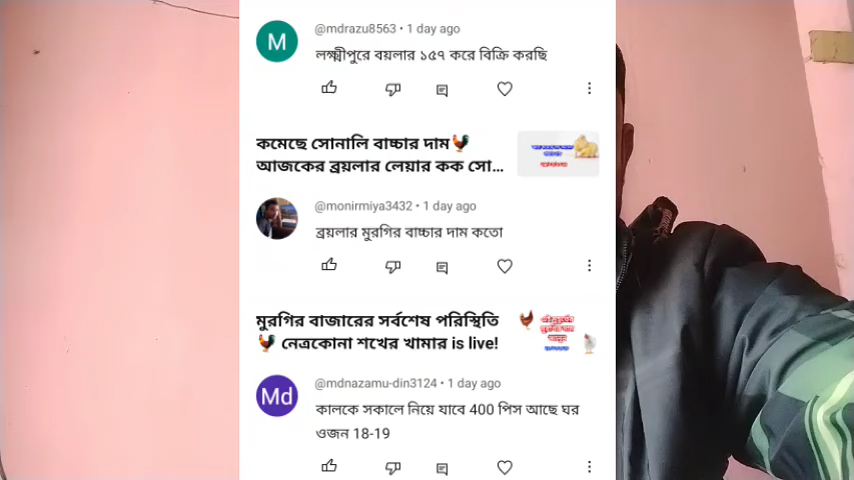 M
@mdrazu8563 • 1 day ago
লক্ষ্মীপুরে বয়লার ১৫৭ করে বিক্রি করছি
কমেছে সোনালি বাচ্চার দাম🐓
আজকের ব্রয়লার লেয়ার কক সো...
@monirmiya3432 • 1 day ago
ব্রয়লার মুরগির বাচ্চার দাম কতো
মুরগির বাজারের সর্বশেষ পরিস্থিতি
🐓 নেত্রকোনা শখের খামার is live!
Md
@mdnazamu-din3124 • 1 day ago
কালকে সকালে নিয়ে যাবে 400 পিস আছে ঘর
ওজন 18-19